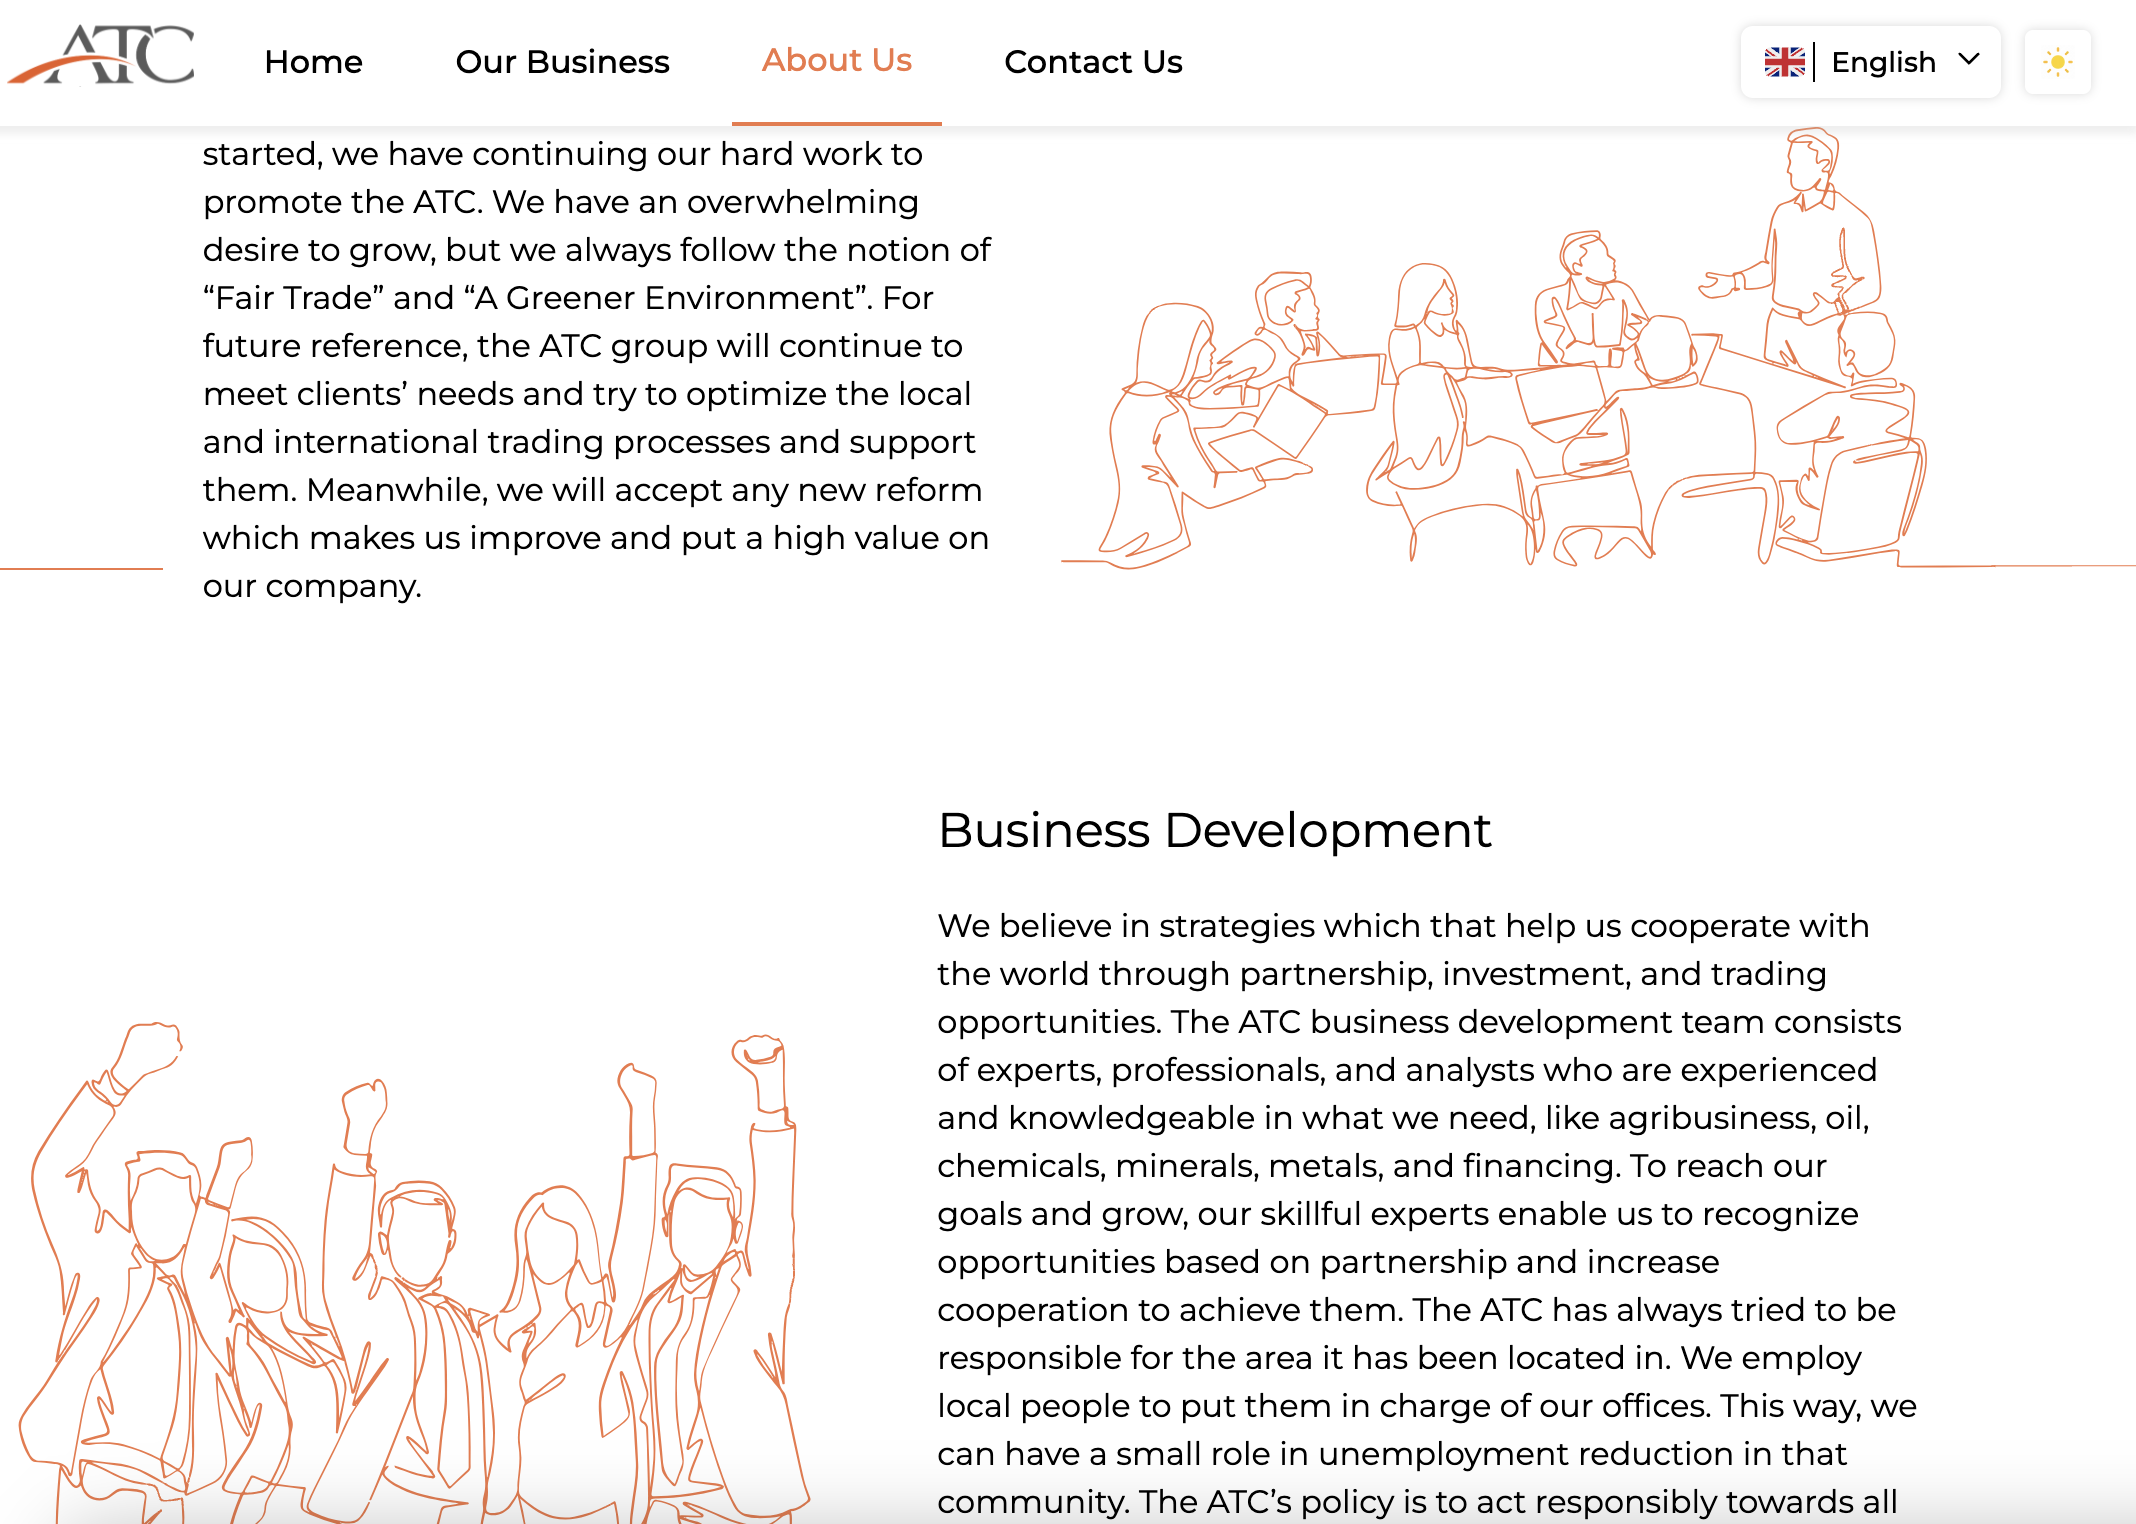 ATC
Home
Our Business
About Us
Contact Us
English
started, we have continuing our hard work to
promote the ATC. We have an overwhelming
desire to grow, but we always follow the notion of
“Fair Trade” and “A Greener Environment”. For
future reference, the ATC group will continue to
meet clients’ needs and try to optimize the local
and international trading processes and support
them. Meanwhile, we will accept any new reform
which makes us improve and put a high value on
our company.
Business Development
We believe in strategies which that help us cooperate with
the world through partnership, investment, and trading
opportunities. The ATC business development team consists
of experts, professionals, and analysts who are experienced
and knowledgeable in what we need, like agribusiness, oil,
chemicals, minerals, metals, and financing. To reach our
goals and grow, our skillful experts enable us to recognize
opportunities based on partnership and increase
cooperation to achieve them. The ATC has always tried to be
responsible for the area it has been located in. We employ
local people to put them in charge of our offices. This way, we
can have a small role in unemployment reduction in that
community. The ATC’s policy is to act responsibly towards all